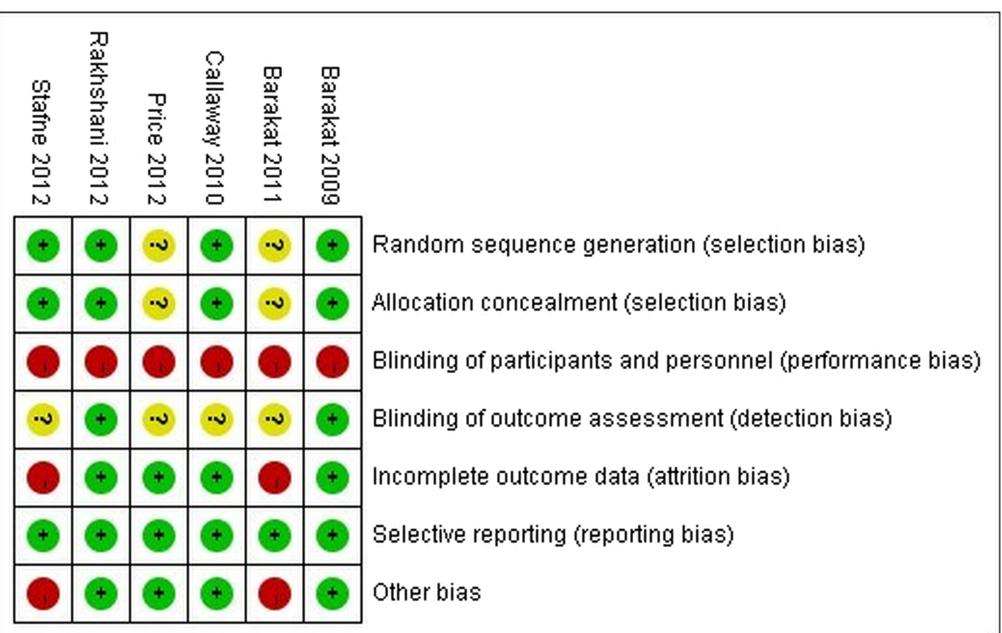 Stafne 2012
Rakhshani 2012
Price 2012
Callaway 2010
Barakat 2011
Barakat 2009
+ + ? + ? + Random sequence generation (selection bias)
+ + ? + ? + Allocation concealment (selection bias)
- - - - - - Blinding of participants and personnel (performance bias)
? + ? ? ? + Blinding of outcome assessment (detection bias)
- + + + - + Incomplete outcome data (attrition bias)
+ + + + + + Selective reporting (reporting bias)
- + + + - + Other bias